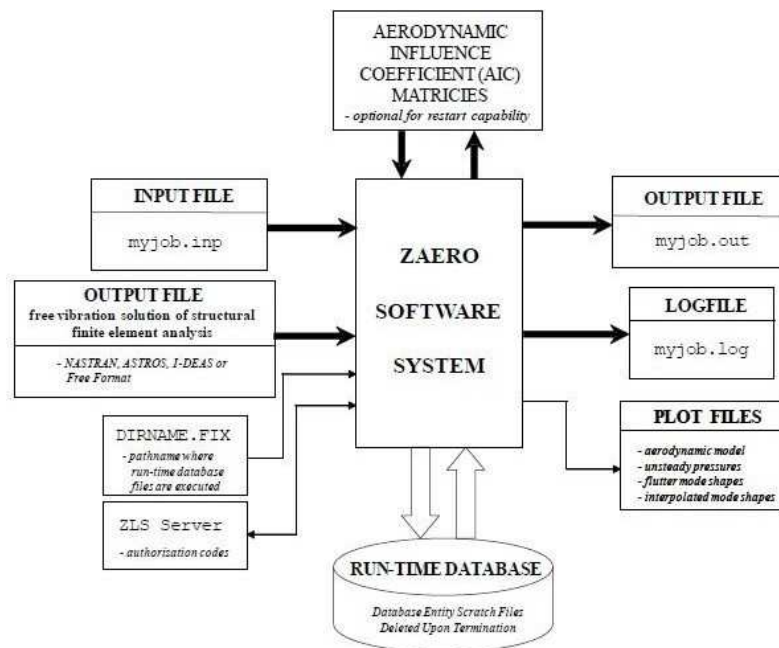 AERODYNAMIC
INFLUENCE
COEFFICIENT (AIC)
MATRICIES
- optional for restart capability
INPUT FILE
myjob.inp
OUTPUT FILE
free vibration solution of structural
finite element analysis
- NASTRAN, ASTROS, I-DEAS or
Free Format
DIRNAME.FIX
- pathname where
run-time database
files are executed
ZLS Server
- authorisation codes
ZAERO
SOFTWARE
SYSTEM
OUTPUT FILE
myjob.out
LOGFILE
myjob.log
PLOT FILES
- aerodynamic model
- unsteady pressures
- flutter mode shapes
- interpolated mode shapes
RUN-TIME DATABASE
Database Entity Scratch Files
Deleted Upon Termination